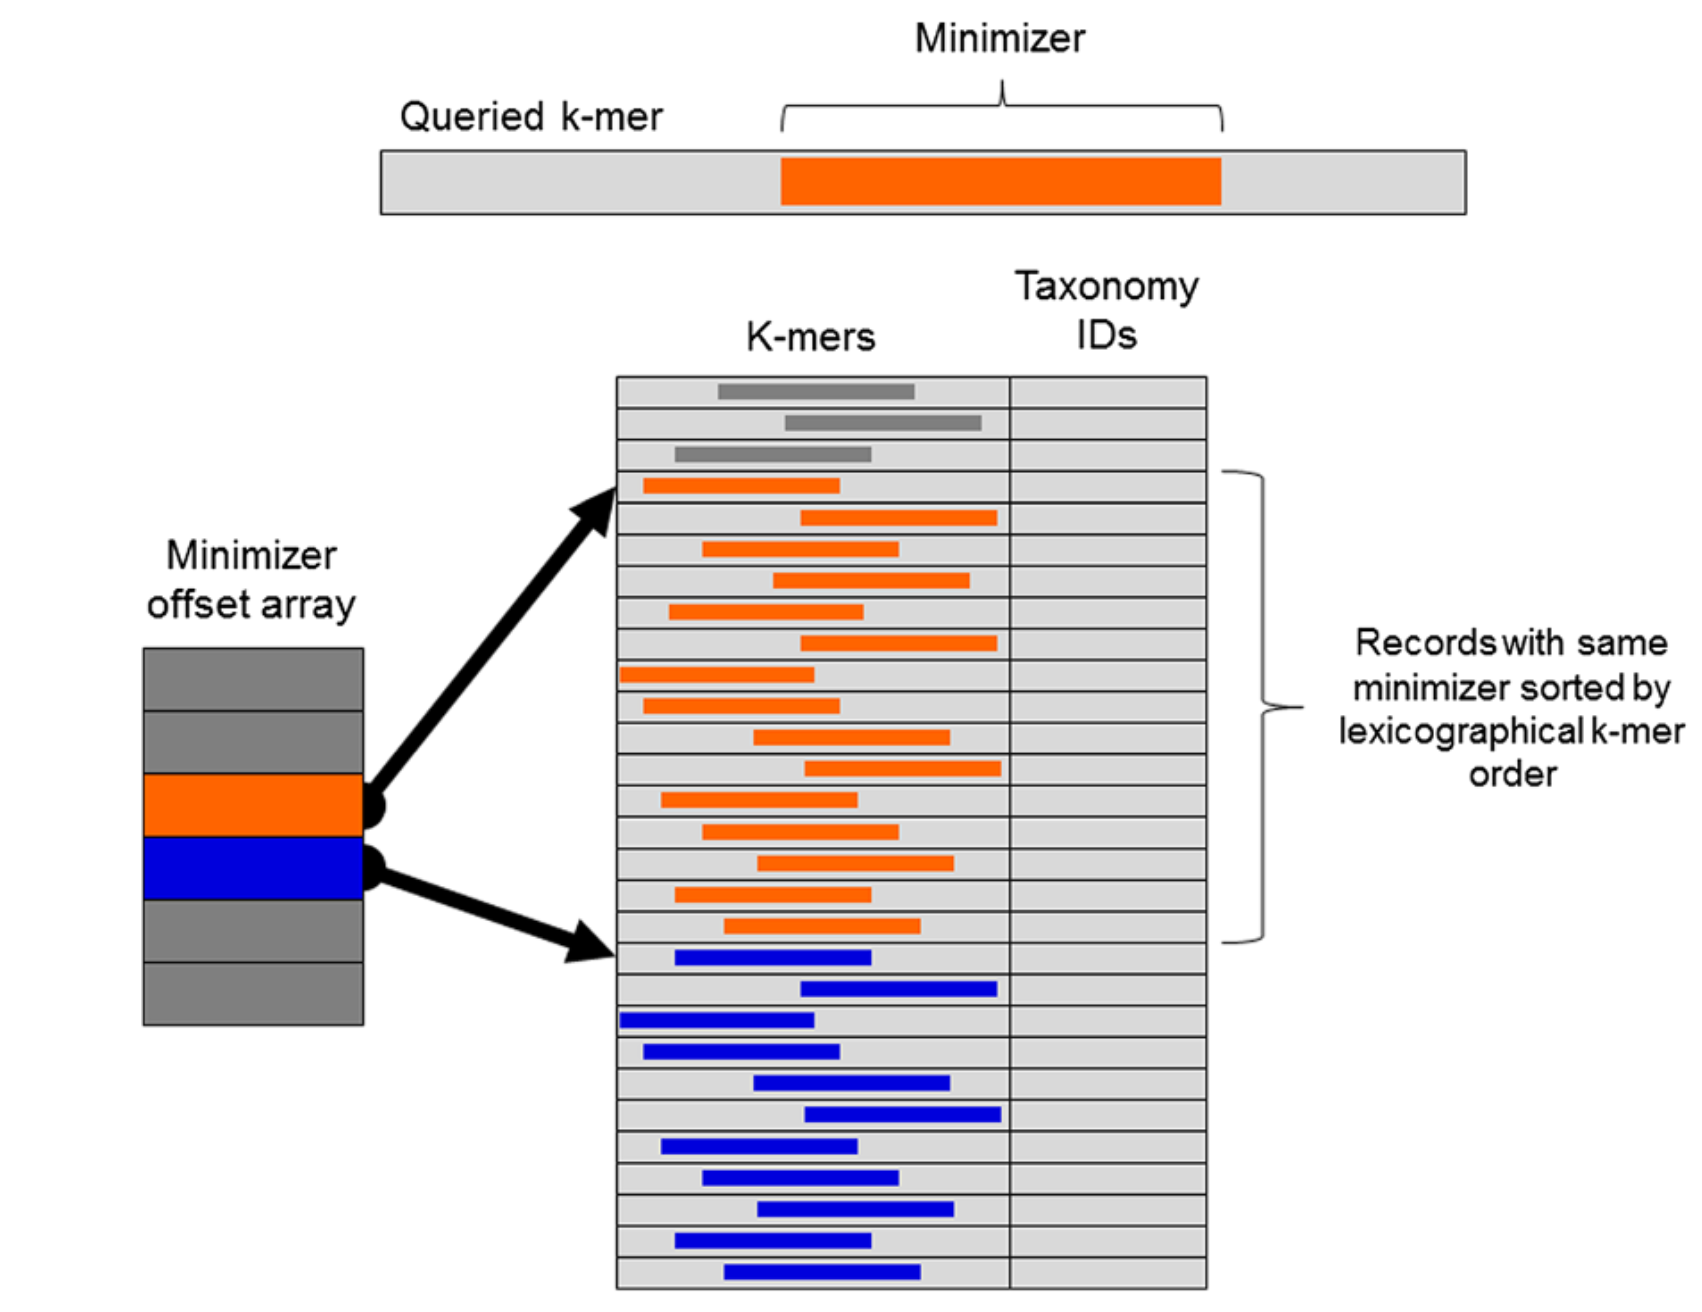 Minimizer
Queried k-mer
Taxonomy
IDs
K-mers
Minimizer
offset array
Records with same
minimizer sorted by
lexicographical k-mer
order